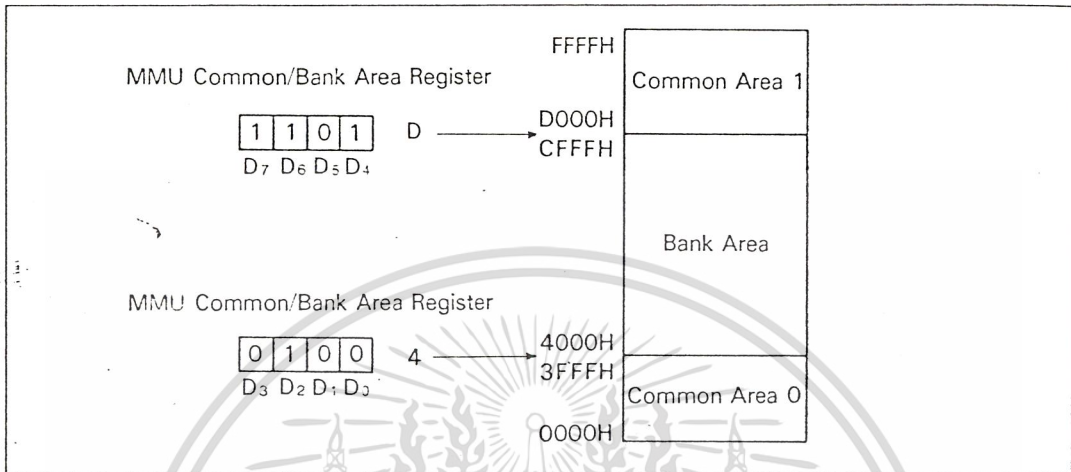 FFFFH
MMU Common/Bank Area Register
Common Area 1
1 1 0 1 D
D000H
CFFFH
D7 D6 D5 D4
Bank Area
MMU Common/Bank Area Register
0 1 0 0 4
4000H
3FFFH
D3 D2 D1 D0
Common Area 0
0000H